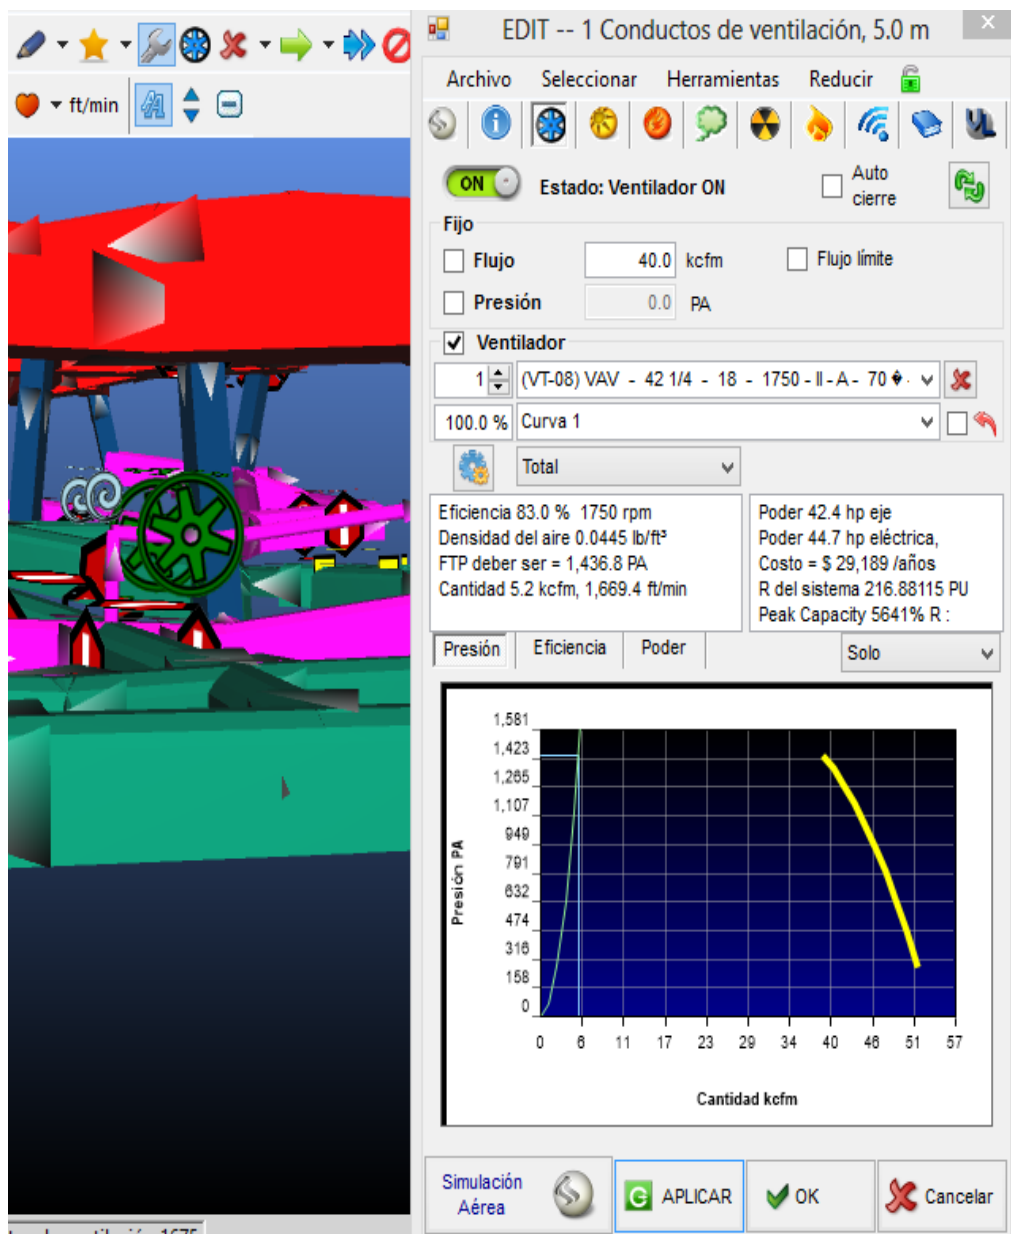 EDIT -- 1 Conductos de ventilación, 5.0 m
Archivo Seleccionar Herramientas Reducir
ft/min
ON Estado: Ventilador ON
Auto
cierre
Fijo
Flujo 40.0 kcfm Flujo límite
Presión 0.0 PA
Ventilador
1 (VT-08) VAV - 42 1/4 - 18 - 1750 - II - A - 70 � -
100.0 % Curva 1
Total
Eficiencia 83.0 % 1750 rpm
Densidad del aire 0.0445 lb/ft³
FTP deber ser = 1,436.8 PA
Cantidad 5.2 kcfm, 1,669.4 ft/min
Poder 42.4 hp eje
Poder 44.7 hp eléctrica,
Costo = $ 29,189 /años
R del sistema 216.88115 PU
Peak Capacity 5641% R :
Presión Eficiencia Poder Solo
1,581
1,423
1,265
1,107
949
791
632
474
316
158
0
Presión PA
0 6 11 17 23 29 34 40 46 51 57
Cantidad kcfm
Simulación
Aérea
APLICAR OK Cancelar